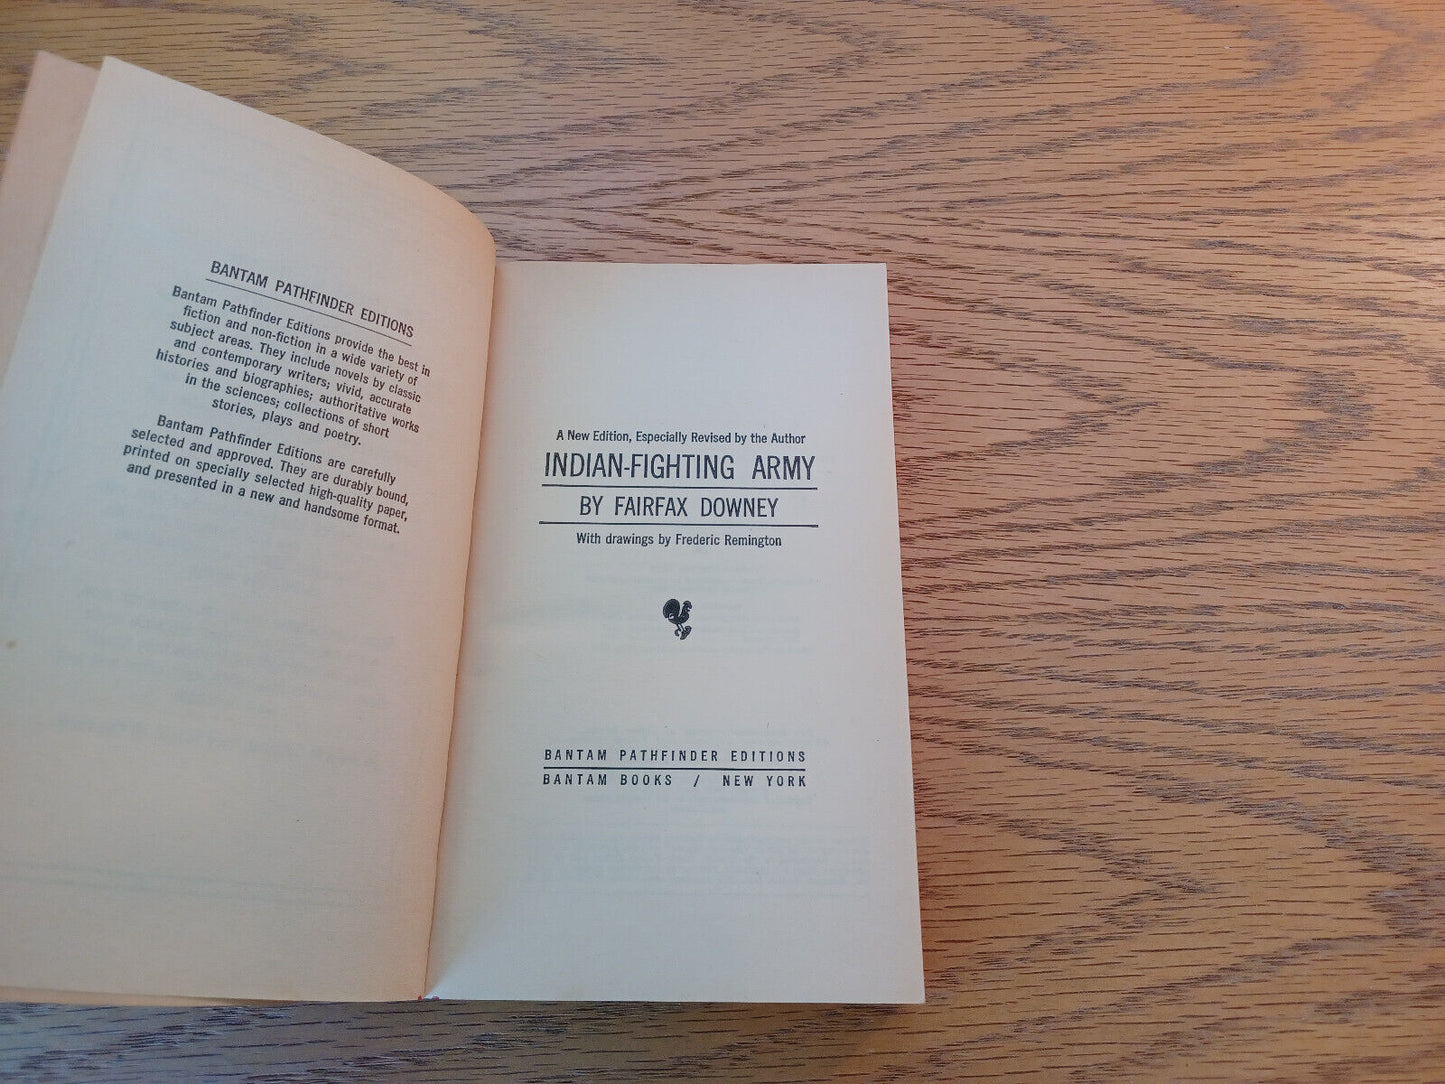 BANTAM PATHFINDER EDITIONS
Bantam Pathfinder Editions provide the best in
fiction and non-fiction in a wide variety of
subject areas. They include novels by classic
and contemporary writers; vivid, accurate
histories and biographies; authoritative works
in the sciences; collections of short
stories, plays and poetry.
Bantam Pathfinder Editions are carefully
selected and approved. They are durably bound,
printed on specially selected high-quality paper,
and presented in a new and handsome format.
A New Edition, Especially Revised by the Author
INDIAN-FIGHTING ARMY
BY FAIRFAX DOWNEY
With drawings by Frederic Remington
BANTAM PATHFINDER EDITIONS
BANTAM BOOKS / NEW YORK